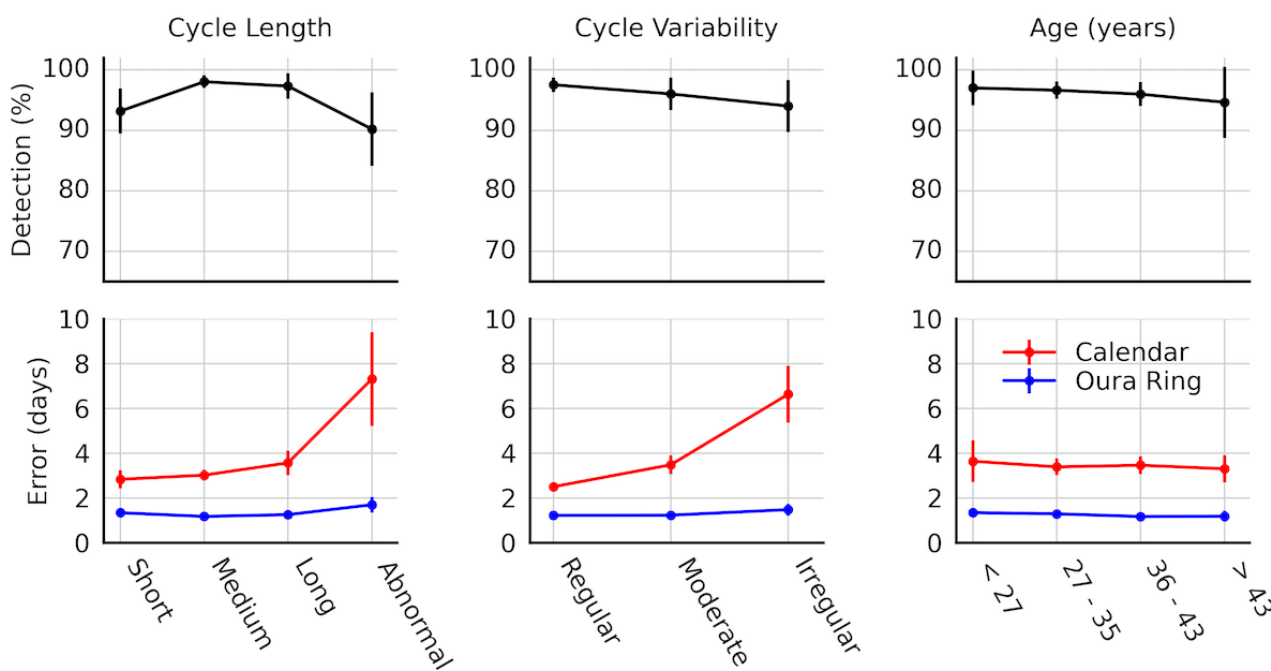 Cycle Length
Cycle Variability
Age (years)
Detection (%)
100
90
80
70
100
90
80
70
100
90
80
70
Error (days)
10
8
6
4
2
0
10
8
6
4
2
0
10
8
6
4
2
0
Calendar
Oura Ring
Short
Medium
Long
Abnormal
Regular
Moderate
Irregular
< 27
27 - 35
36 - 43
> 43